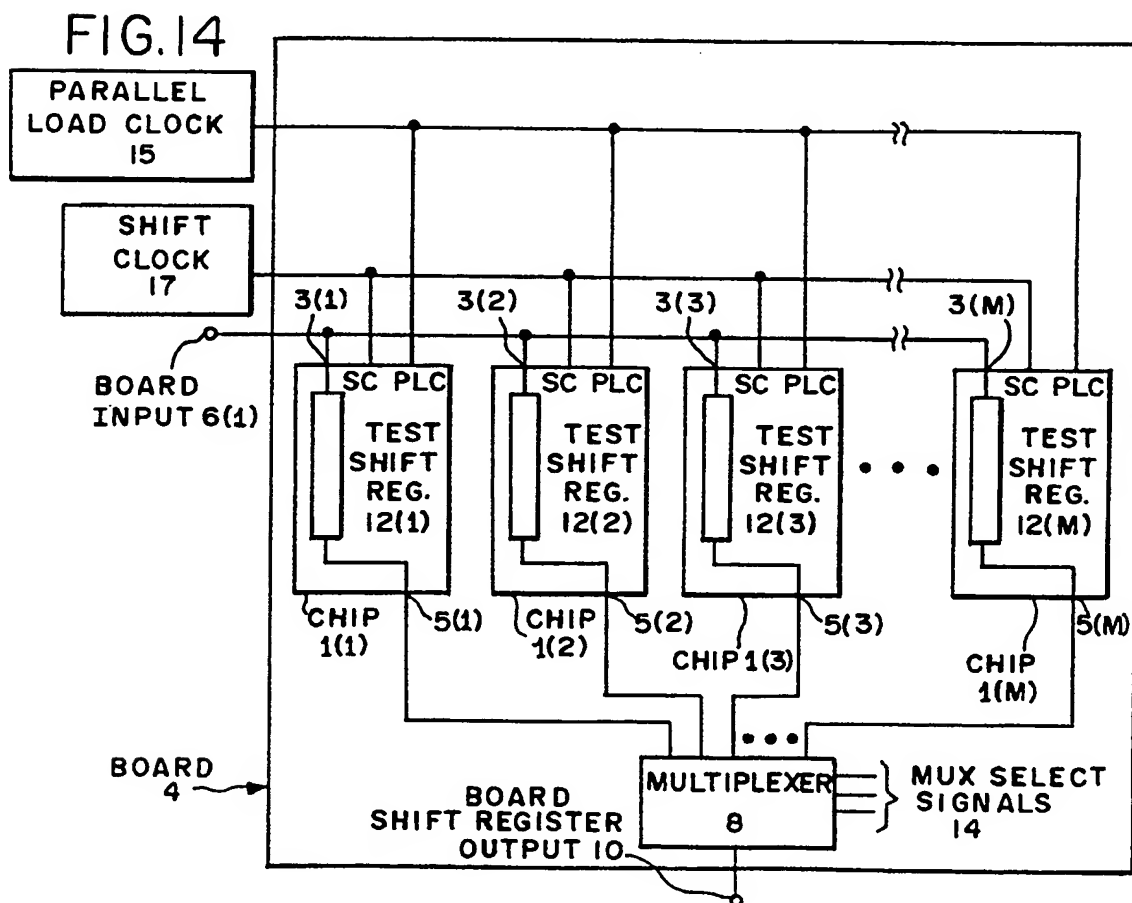 FIG.14
PARALLEL
LOAD CLOCK
15
SHIFT
CLOCK
17
3(1)
3(2)
3(3)
3(M)
BOARD
INPUT 6(1)
SC PLC
SC PLC
SC PLC
SC PLC
TEST
SHIFT
REG.
12(1)
TEST
SHIFT
REG.
12(2)
TEST
SHIFT
REG.
12(3)
TEST
SHIFT
REG.
12(M)
CHIP
1(1)
5(1)
CHIP
1(2)
5(2)
CHIP 1(3)
5(3)
CHIP
1(M)
5(M)
BOARD
4
MULTIPLEXER
8
MUX SELECT
SIGNALS
14
BOARD
SHIFT REGISTER
OUTPUT 10